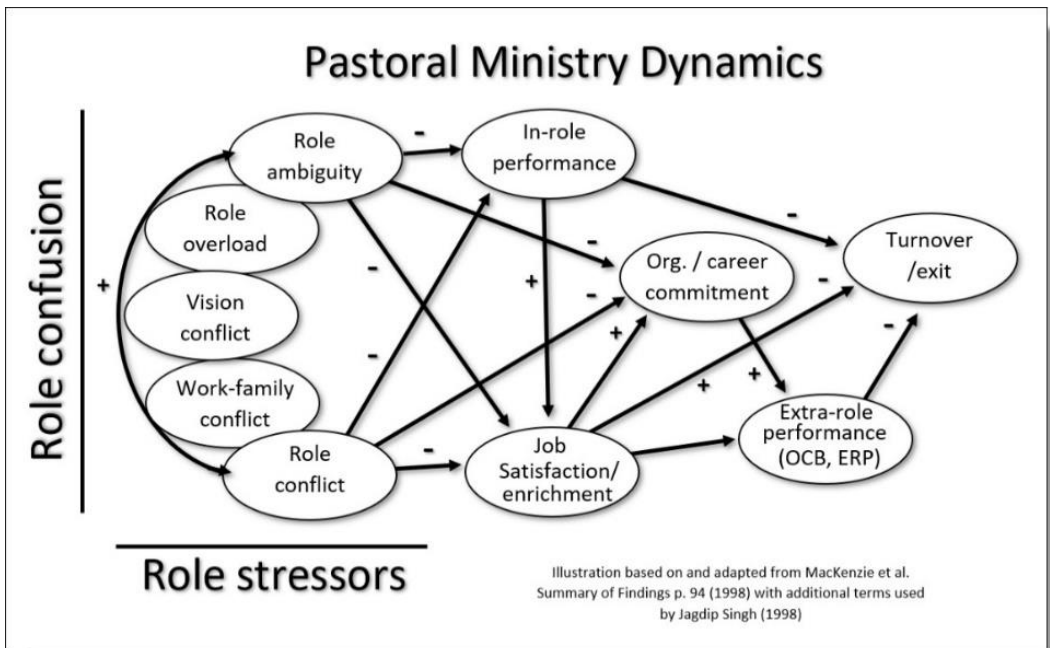 Pastoral Ministry Dynamics
Role confusion
+
Role
ambiguity
Role
overload
Vision
conflict
Work-family
conflict
Role
conflict
-
In-role
performance
-
-
-
-
+
-
-
+
Org. / career
commitment
-
-
Turnover
/exit
+
+
-
Job
Satisfaction/
enrichment
Extra-role
performance
(OCB, ERP)
Role stressors
Illustration based on and adapted from MacKenzie et al.
Summary of Findings p. 94 (1998) with additional terms used
by Jagdip Singh (1998)